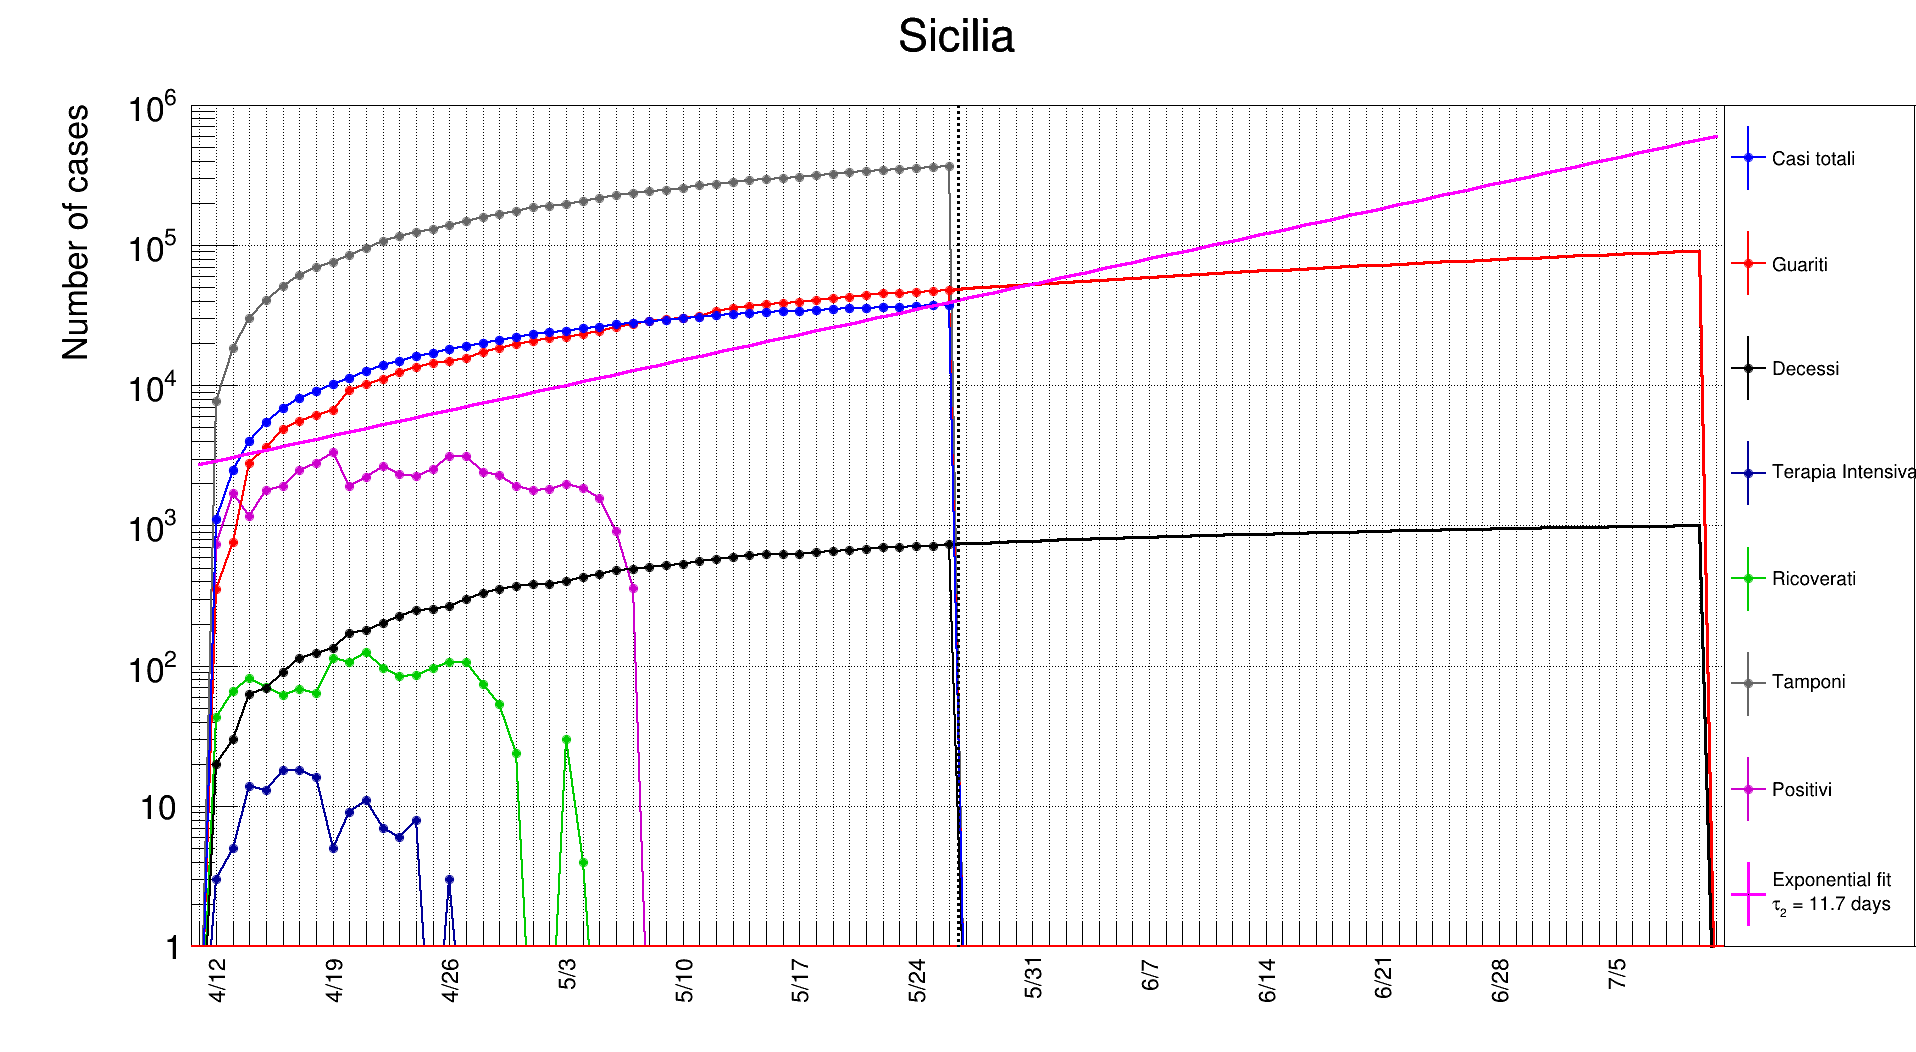 Sicilia
Number of cases
10^6
10^5
10^4
10^3
10^2
10
1
4/12
4/19
4/26
5/3
5/10
5/17
5/24
5/31
6/7
6/14
6/21
6/28
7/5
Casi totali
Guariti
Decessi
Terapia Intensiva
Ricoverati
Tamponi
Positivi
Exponential fit
τ₂ = 11.7 days